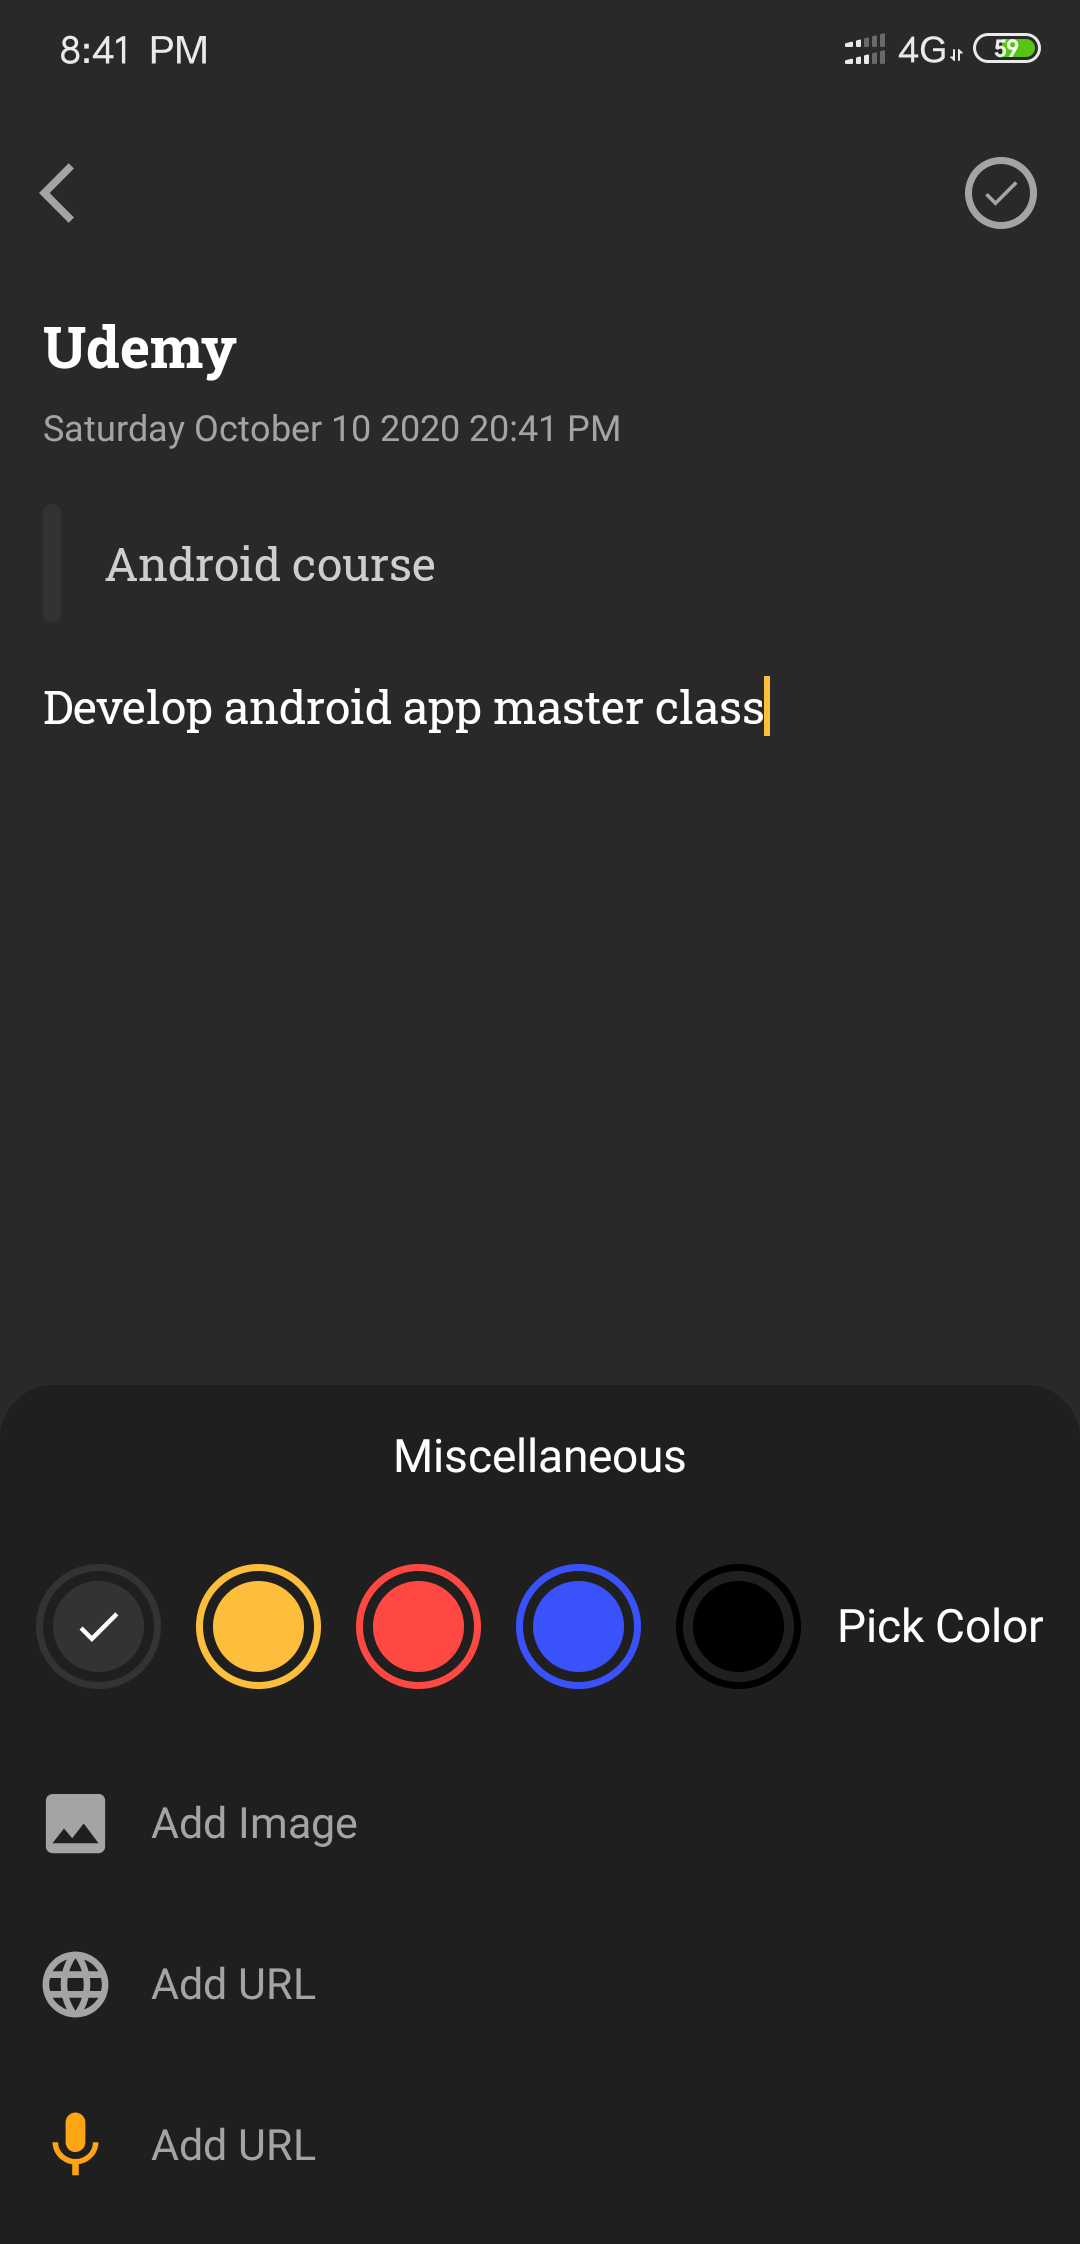 8:41 PM 4G 59
Udemy
Saturday October 10 2020 20:41 PM
Android course
Develop android app master class
Miscellaneous
Pick Color
Add Image
Add URL
Add URL